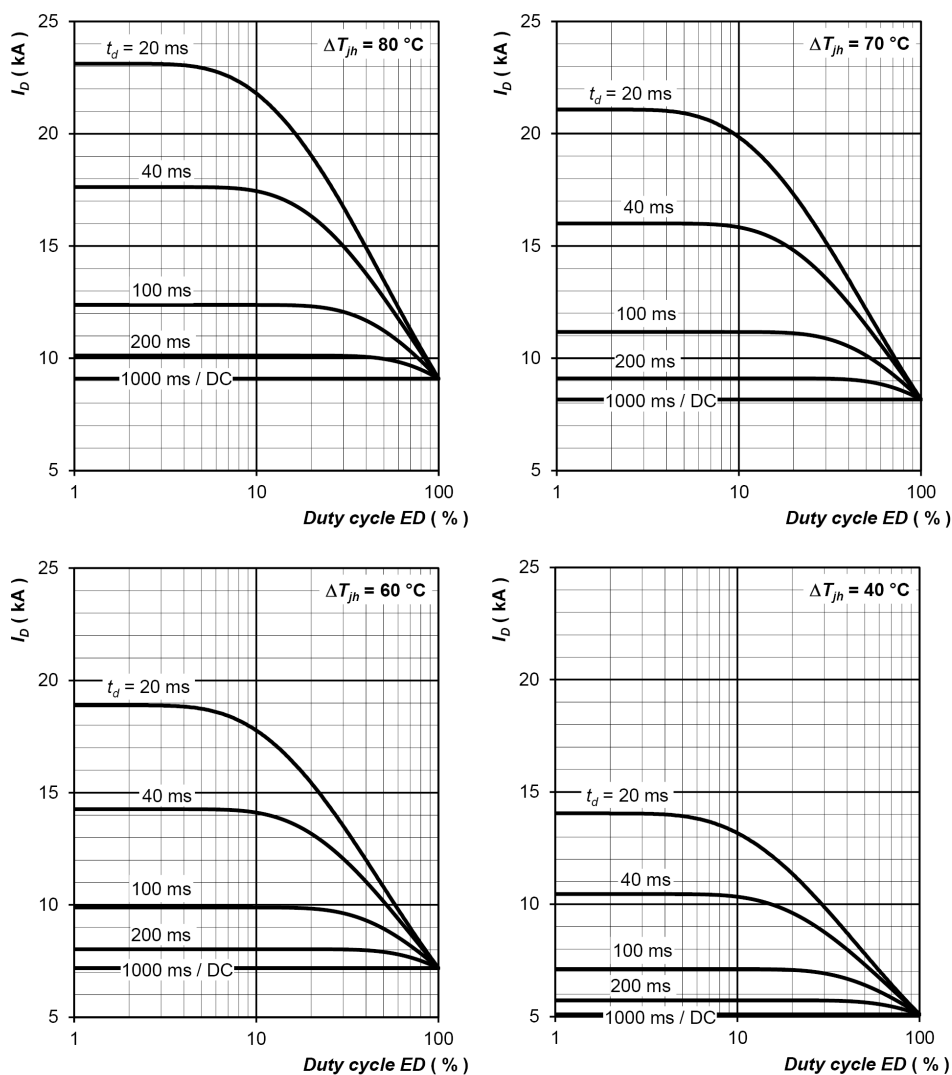 I_D ( kA )
25
20
15
10
5
ΔT_jh = 80 °C
t_d = 20 ms
40 ms
100 ms
200 ms
1000 ms / DC
1 10 100
Duty cycle ED ( % )
I_D ( kA )
25
20
15
10
5
ΔT_jh = 70 °C
t_d = 20 ms
40 ms
100 ms
200 ms
1000 ms / DC
1 10 100
Duty cycle ED ( % )
I_D ( kA )
25
20
15
10
5
ΔT_jh = 60 °C
t_d = 20 ms
40 ms
100 ms
200 ms
1000 ms / DC
1 10 100
Duty cycle ED ( % )
I_D ( kA )
25
20
15
10
5
ΔT_jh = 40 °C
t_d = 20 ms
40 ms
100 ms
200 ms
1000 ms / DC
1 10 100
Duty cycle ED ( % )